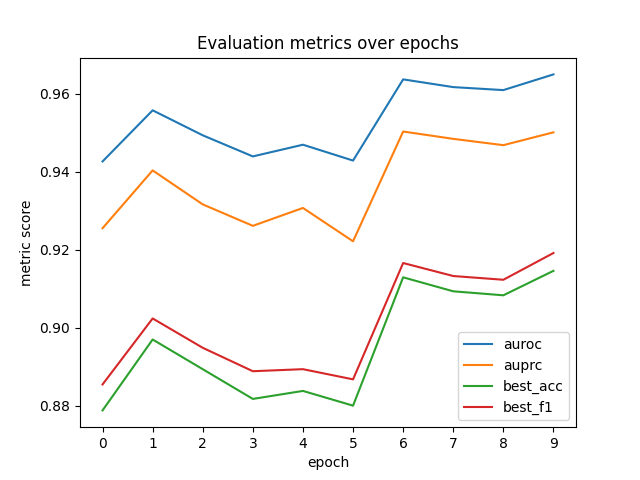 Evaluation metrics over epochs
metric score
0.96
0.94
0.92
0.90
0.88
0 1 2 3 4 5 6 7 8 9
epoch
auroc
auprc
best_acc
best_f1